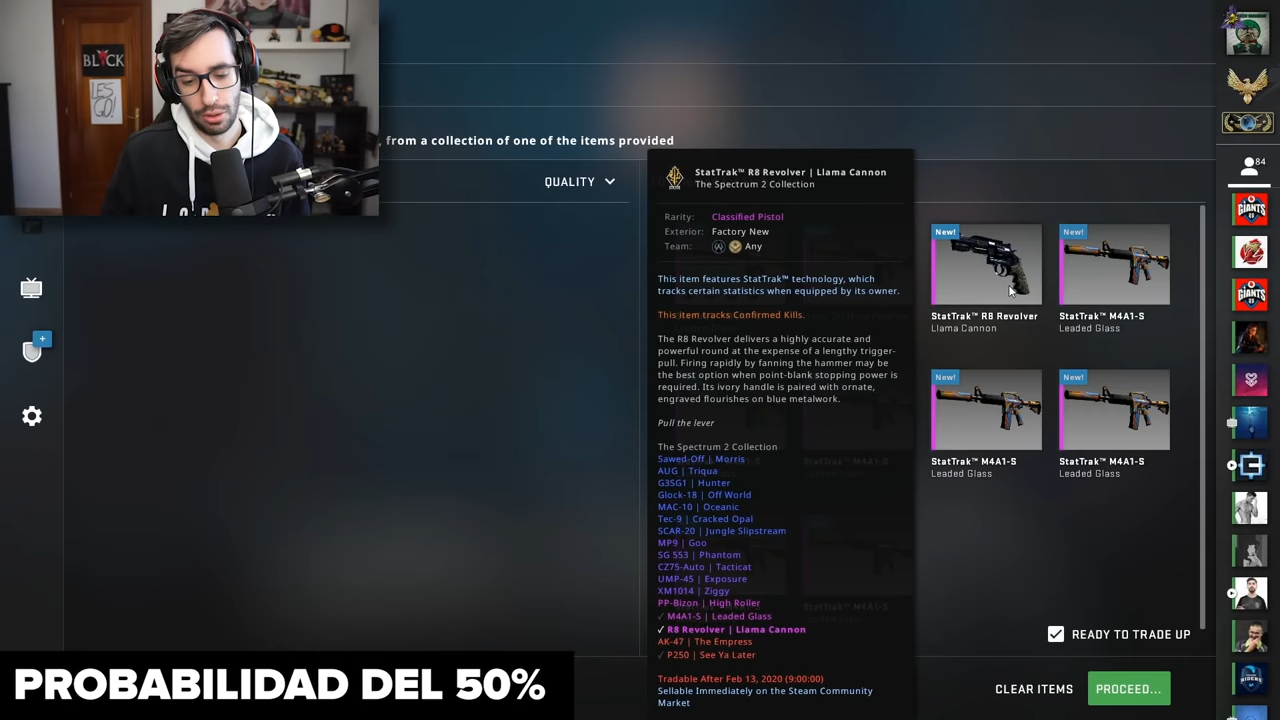 BLACK
LES
GO!
, from a collection of one of the items provided
QUALITY
StatTrak™ R8 Revolver | Llama Cannon
The Spectrum 2 Collection
Rarity: Classified Pistol
Exterior: Factory New
Team: Any
This item features StatTrak™ technology, which
tracks certain statistics when equipped by its owner.
This item tracks Confirmed Kills.
The R8 Revolver delivers a highly accurate and
powerful round at the expense of a lengthy trigger-
pull. Firing rapidly by fanning the hammer may be
the best option when point-blank stopping power is
required. Its ivory handle is paired with ornate,
engraved flourishes on blue metalwork.
Pull the lever
The Spectrum 2 Collection
Sawed-Off | Morris
AUG | Triqua
G3SG1 | Hunter
Glock-18 | Off World
MAC-10 | Oceanic
Tec-9 | Cracked Opal
SCAR-20 | Jungle Slipstream
MP9 | Goo
SG 553 | Phantom
CZ75-Auto | Tacticat
UMP-45 | Exposure
XM1014 | Ziggy
PP-Bizon | High Roller
✓ M4A1-S | Leaded Glass
✓ R8 Revolver | Llama Cannon
AK-47 | The Empress
✓ P250 | See Ya Later
Tradable After Feb 13, 2020 (9:00:00)
Sellable Immediately on the Steam Community
Market
New!
StatTrak™ R8 Revolver
Llama Cannon
New!
StatTrak™ M4A1-S
Leaded Glass
New!
StatTrak™ M4A1-S
Leaded Glass
New!
StatTrak™ M4A1-S
Leaded Glass
READY TO TRADE UP
CLEAR ITEMS
PROCEED...
84
GIANTS
GIANTS
RIDERS
PROBABILIDAD DEL 50%